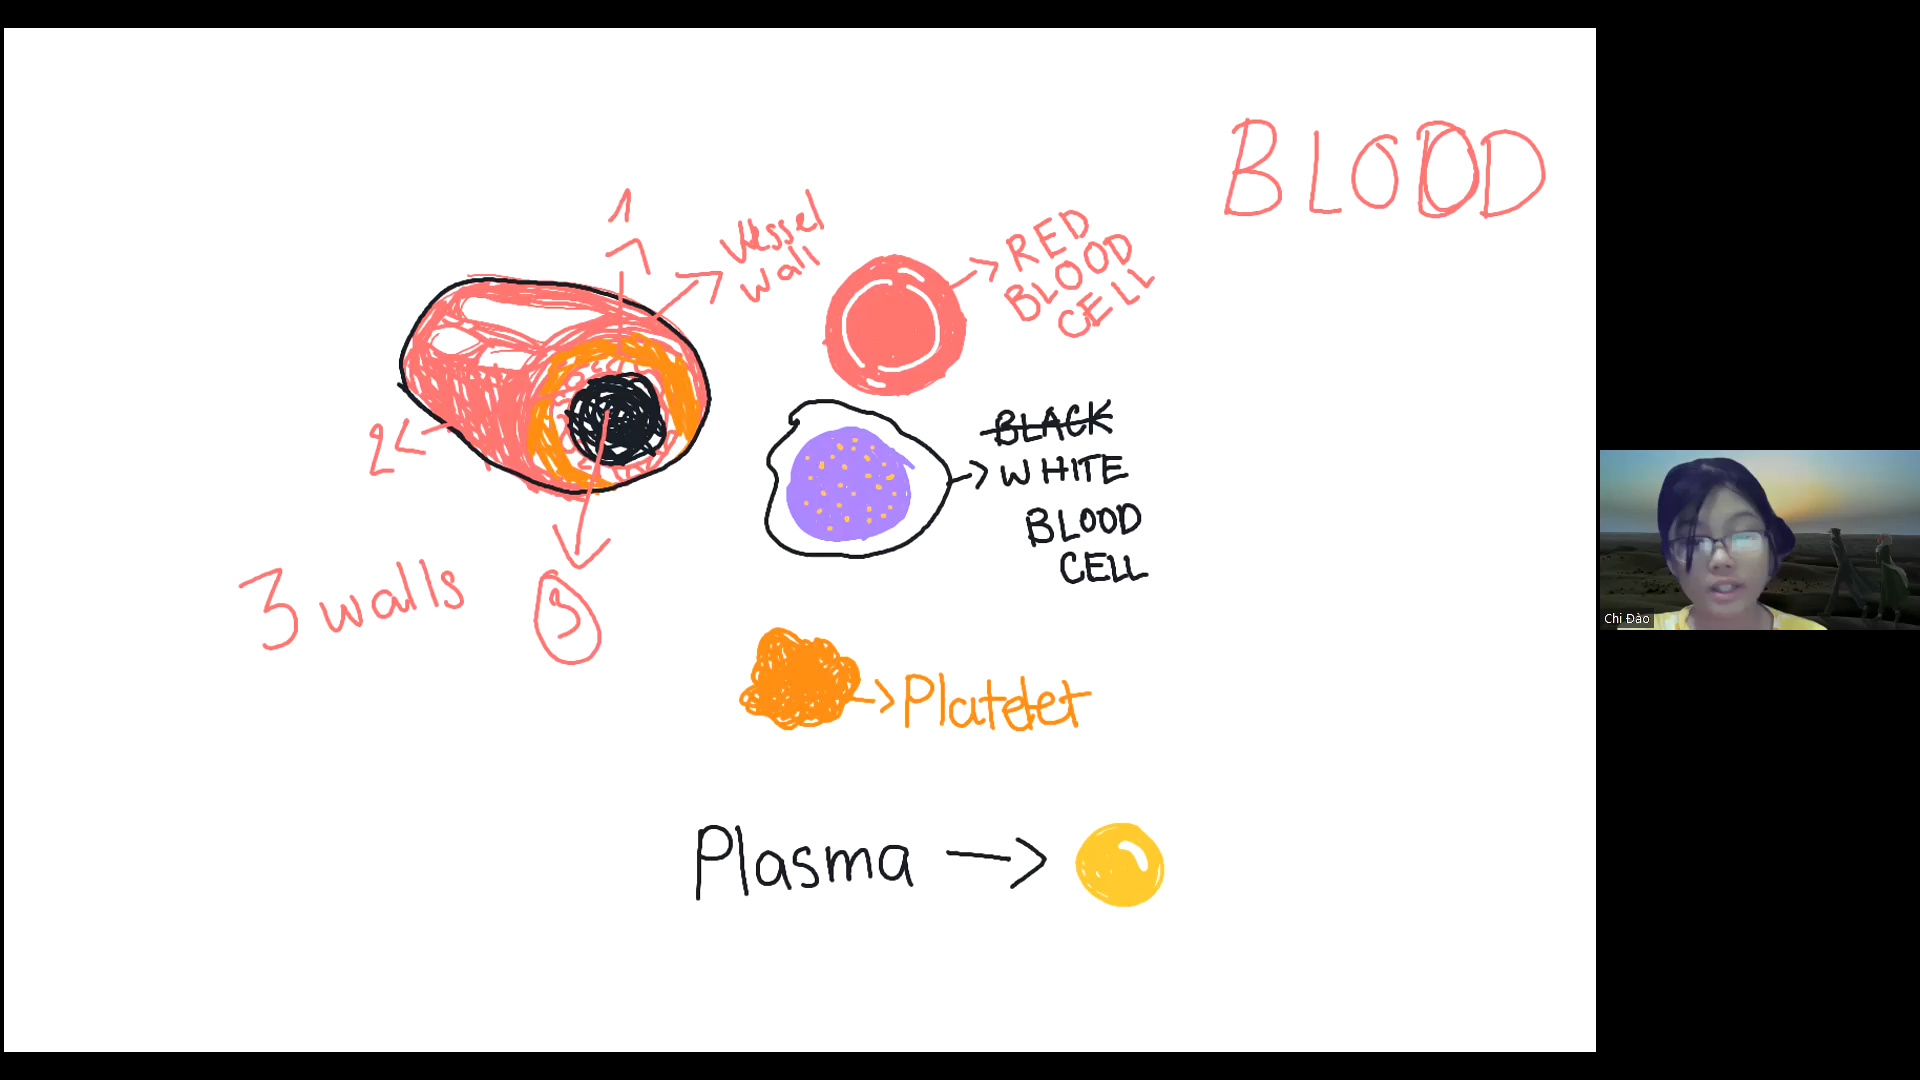 BLOOD
1
Vessel
wall
RED
BLOOD
CELL
2
BLACK
WHITE
BLOOD
CELL
3 walls
3
Platelet
Plasma
Chi Đào